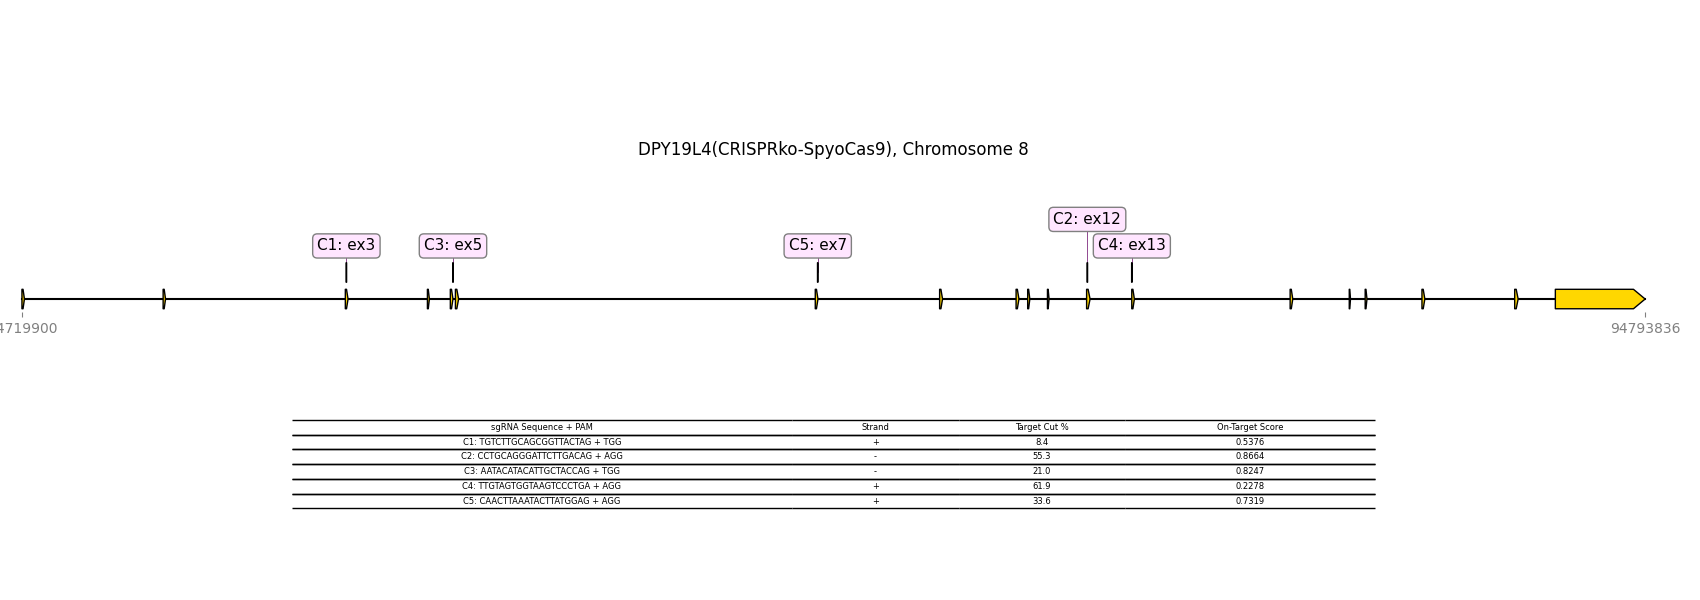 DPY19L4(CRISPRko-SpyoCas9), Chromosome 8
C2: ex12
C1: ex3 C3: ex5 C5: ex7 C4: ex13
4719900 94793836
sgRNA Sequence + PAM Strand Target Cut % On-Target Score
C1: TGTCTTGCAGCGGTTACTAG + TGG + 8.4 0.5376
C2: CCTGCAGGGATTCTTGACAG + AGG - 55.3 0.8664
C3: AATACATACATTGCTACCAG + TGG - 21.0 0.8247
C4: TTGTAGTGGTAAGTCCCTGA + AGG + 61.9 0.2278
C5: CAACTTAAATACTTATGGAG + AGG + 33.6 0.7319